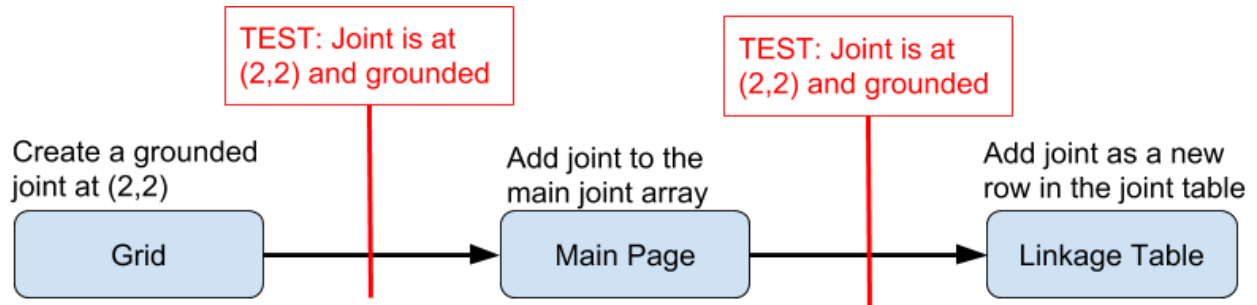 TEST: Joint is at
(2,2) and grounded
TEST: Joint is at
(2,2) and grounded
Create a grounded
joint at (2,2)
Add joint to the
main joint array
Add joint as a new
row in the joint table
Grid
Main Page
Linkage Table